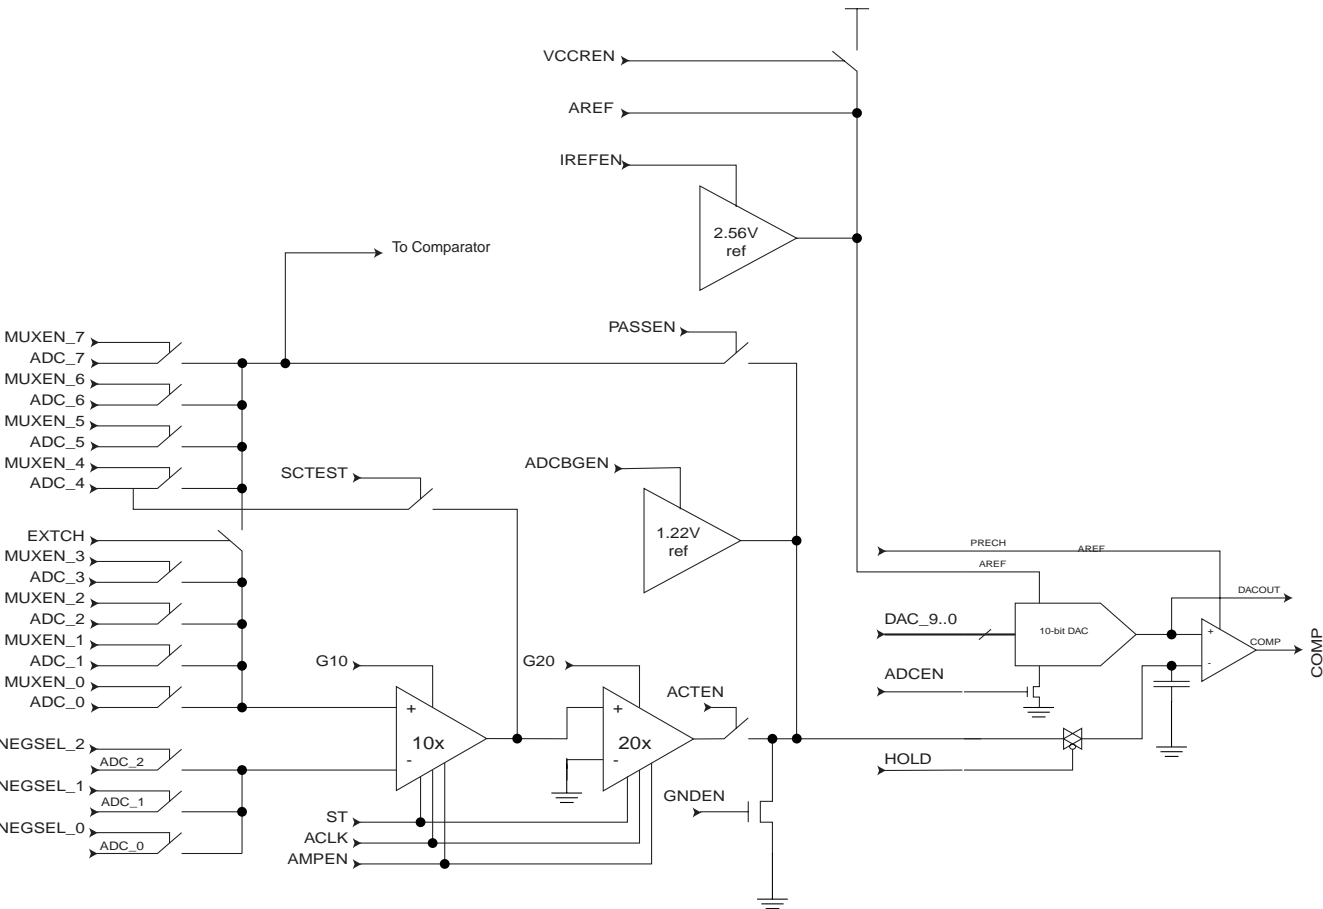 VCCREN
AREF
IREFEN
2.56V
ref
To Comparator
PASSEN
MUXEN_7
ADC_7
MUXEN_6
ADC_6
MUXEN_5
ADC_5
MUXEN_4
ADC_4
SCTEST
ADCBGEN
1.22V
ref
EXTCH
MUXEN_3
ADC_3
MUXEN_2
ADC_2
MUXEN_1
ADC_1
MUXEN_0
ADC_0
PRECH
AREF
AREF
DACOUT
DAC_9..0
10-bit DAC
+
-
COMP
COMP
ADCEN
G10
G20
ACTEN
+
10x
-
+
20x
-
HOLD
NEGSEL_2
ADC_2
NEGSEL_1
ADC_1
NEGSEL_0
ADC_0
GNDEN
ST
ACLK
AMPEN